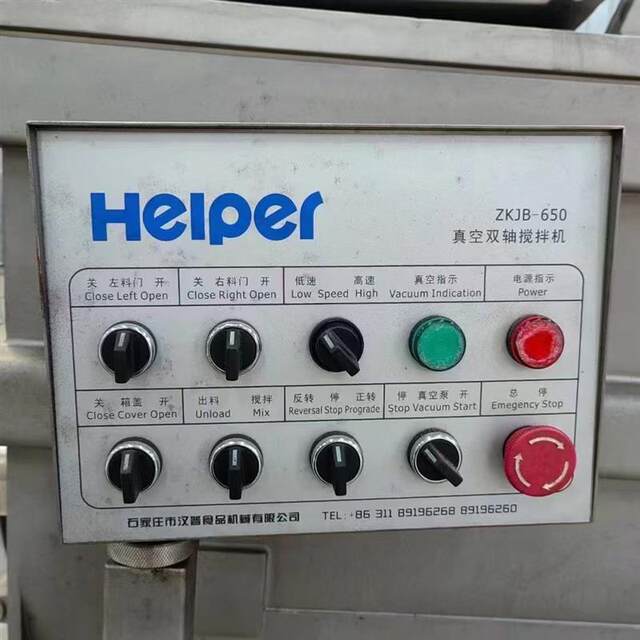 Helper
ZKJB-650
真空双轴搅拌机
关 左料门 开
Close Left Open
关 右料门 开
Close Right Open
低速 高速
Low Speed High
真空指示
Vacuum Indication
电源指示
Power
关 箱盖 开
Close Cover Open
出料 搅拌
Unload Mix
反转 停 正转
Reversal Stop Prograde
停 真空泵 开
Stop Vacuum Start
总 停
Emegency Stop
石家庄市汉普食品机械有限公司 TEL:+86 311 89196268 89196260